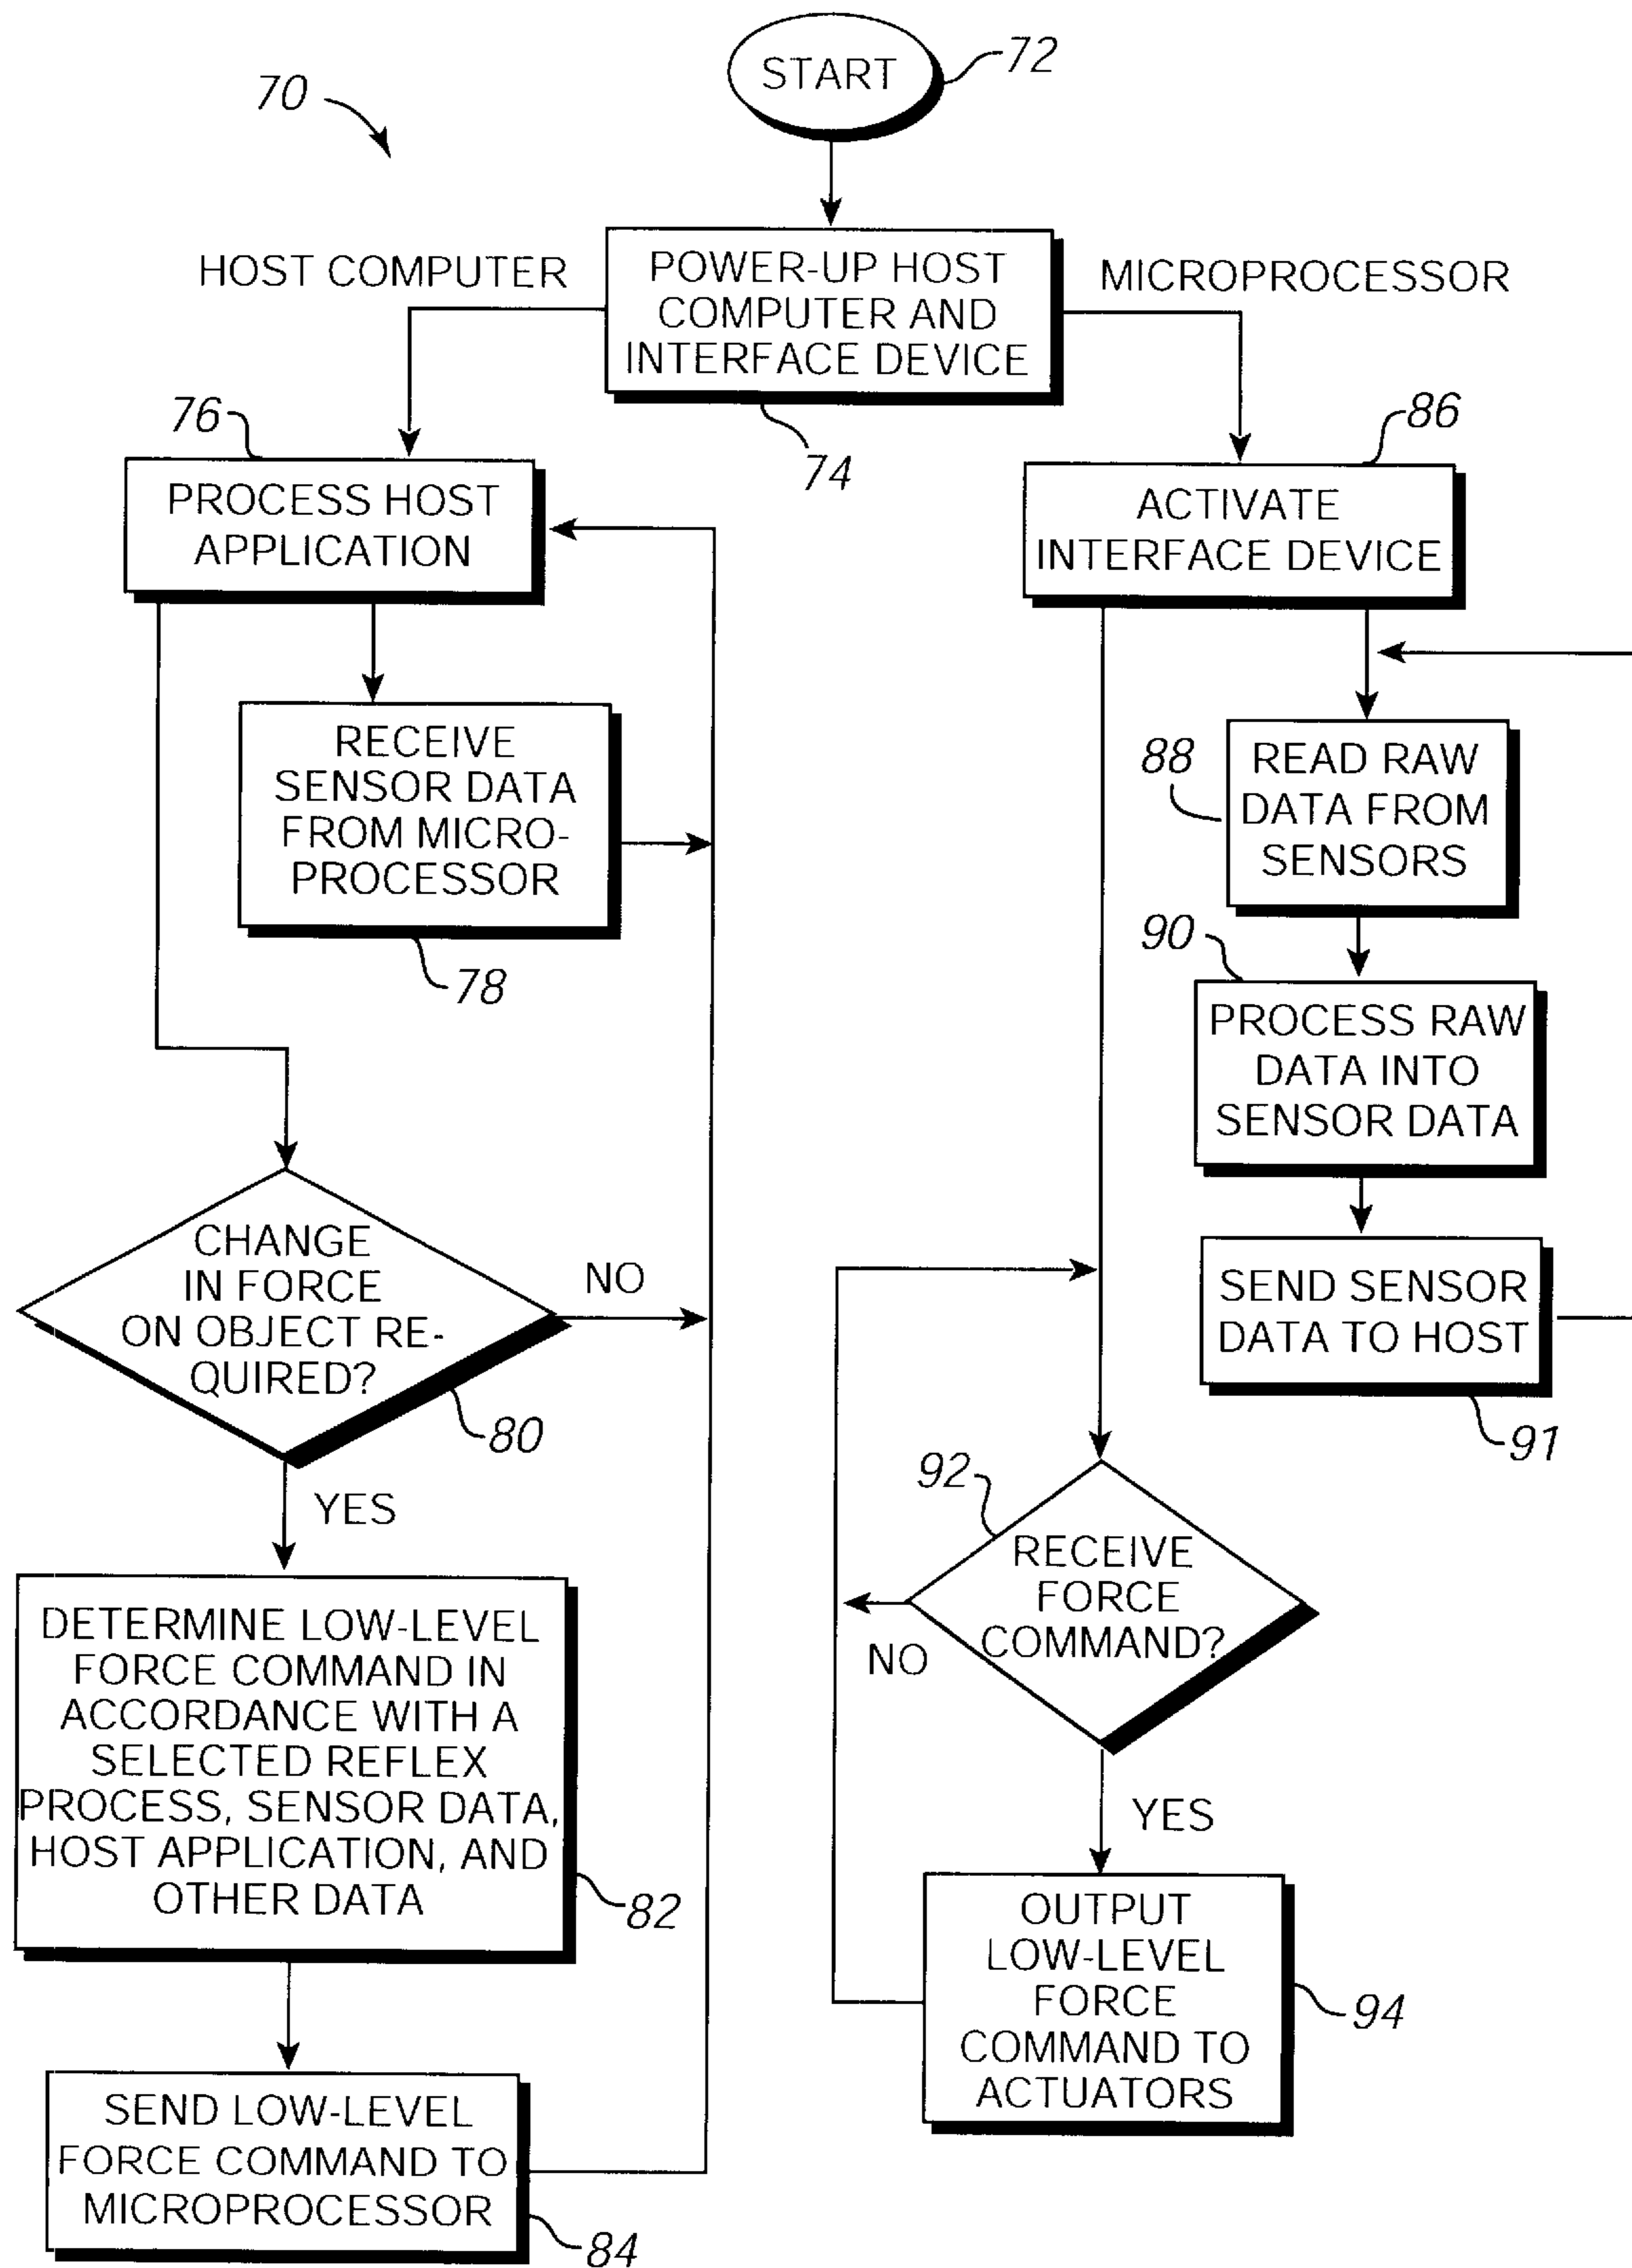 START
72
70
HOST COMPUTER
POWER-UP HOST
COMPUTER AND
INTERFACE DEVICE
MICROPROCESSOR
74
76
PROCESS HOST
APPLICATION
86
ACTIVATE
INTERFACE DEVICE
RECEIVE
SENSOR DATA
FROM MICRO-
PROCESSOR
78
88
READ RAW
DATA FROM
SENSORS
90
PROCESS RAW
DATA INTO
SENSOR DATA
SEND SENSOR
DATA TO HOST
91
CHANGE
IN FORCE
ON OBJECT RE-
QUIRED?
NO
80
YES
92
RECEIVE
FORCE
COMMAND?
NO
YES
DETERMINE LOW-LEVEL
FORCE COMMAND IN
ACCORDANCE WITH A
SELECTED REFLEX
PROCESS, SENSOR DATA,
HOST APPLICATION, AND
OTHER DATA
82
OUTPUT
LOW-LEVEL
FORCE
COMMAND TO
ACTUATORS
94
SEND LOW-LEVEL
FORCE COMMAND TO
MICROPROCESSOR
84